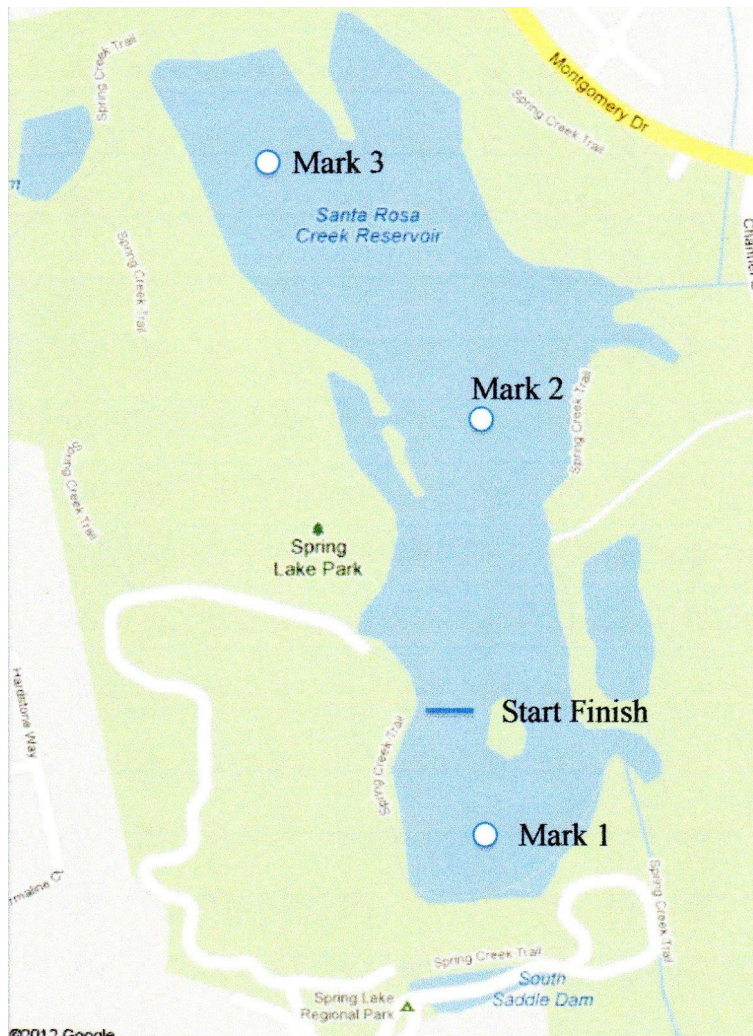 Spring Creek Trail
Montgomery Dr
Spring Creek Trail
Mark 3
Santa Rosa
Creek Reservoir
Spring Creek Trail
Mark 2
Spring Creek Trail
Spring Creek Trail
Spring
Lake Park
Hardstone Way
Start Finish
Spring Creek Trail
Mark 1
Spring Creek Trail
Spring Creek Trail
South
Saddle Dam
Spring Lake
Regional Park
©2012 Google